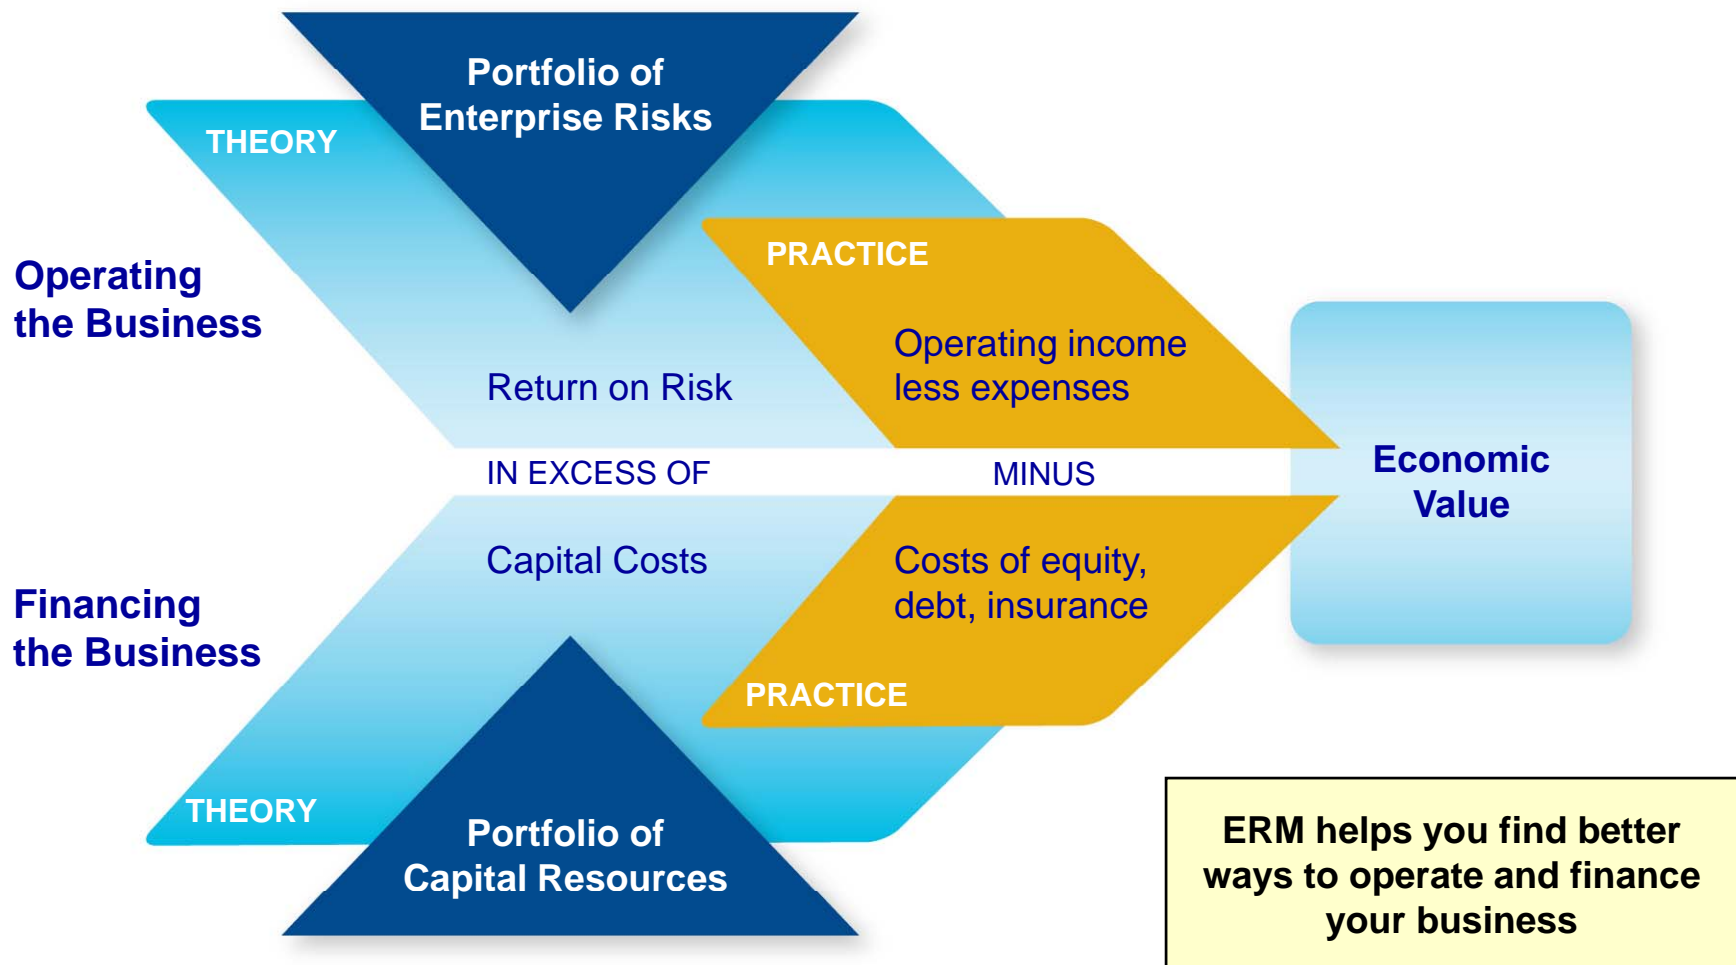 Portfolio of
Enterprise Risks
THEORY
PRACTICE
Operating
the Business
Operating income
less expenses
Return on Risk
IN EXCESS OF
MINUS
Economic
Value
Capital Costs
Costs of equity,
debt, insurance
Financing
the Business
PRACTICE
THEORY
Portfolio of
Capital Resources
ERM helps you find better
ways to operate and finance
your business